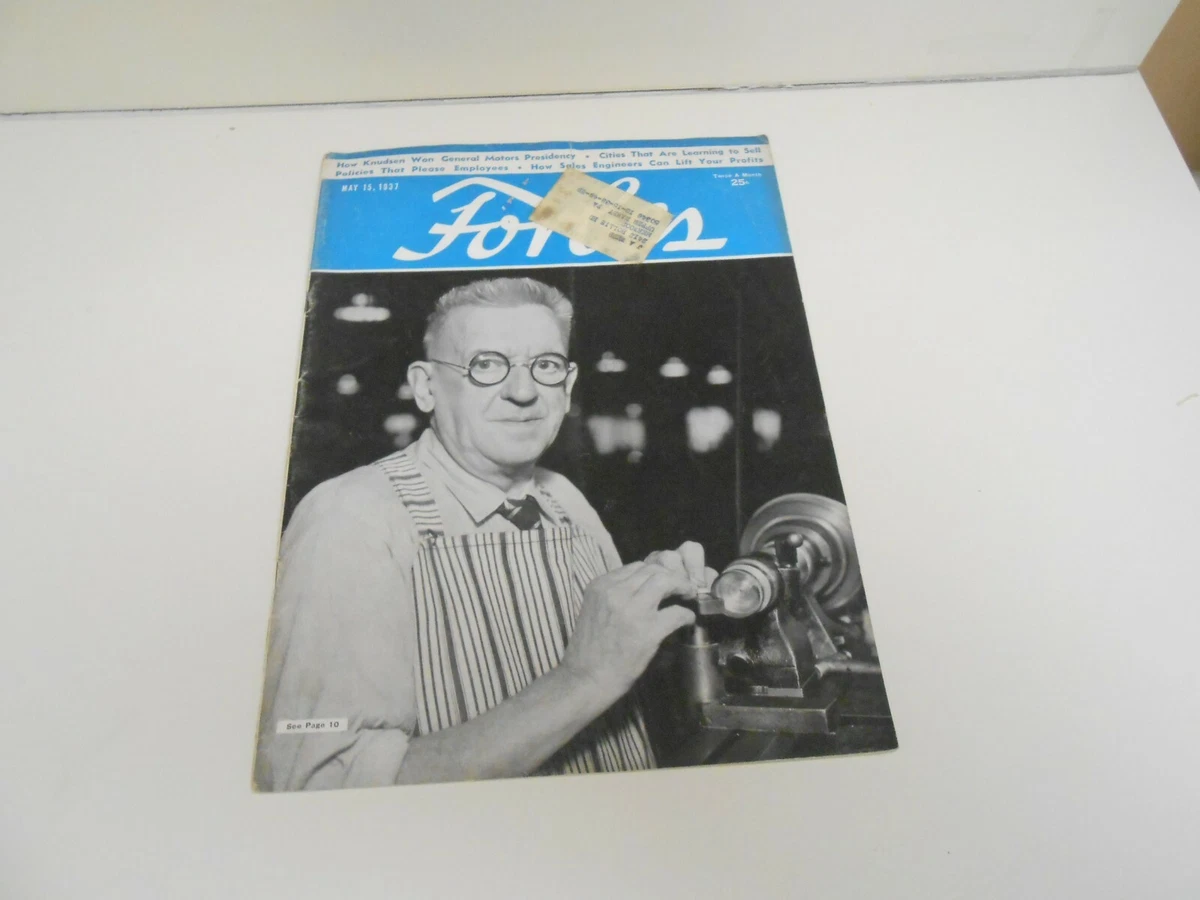 How Knudsen Won General Motors Presidency • Cities That Are Learning to Sell
Policies That Please Employees • How Sales Engineers Can Lift Your Profits
MAY 15, 1937
Twice A Month
25¢
Forbes
See Page 10